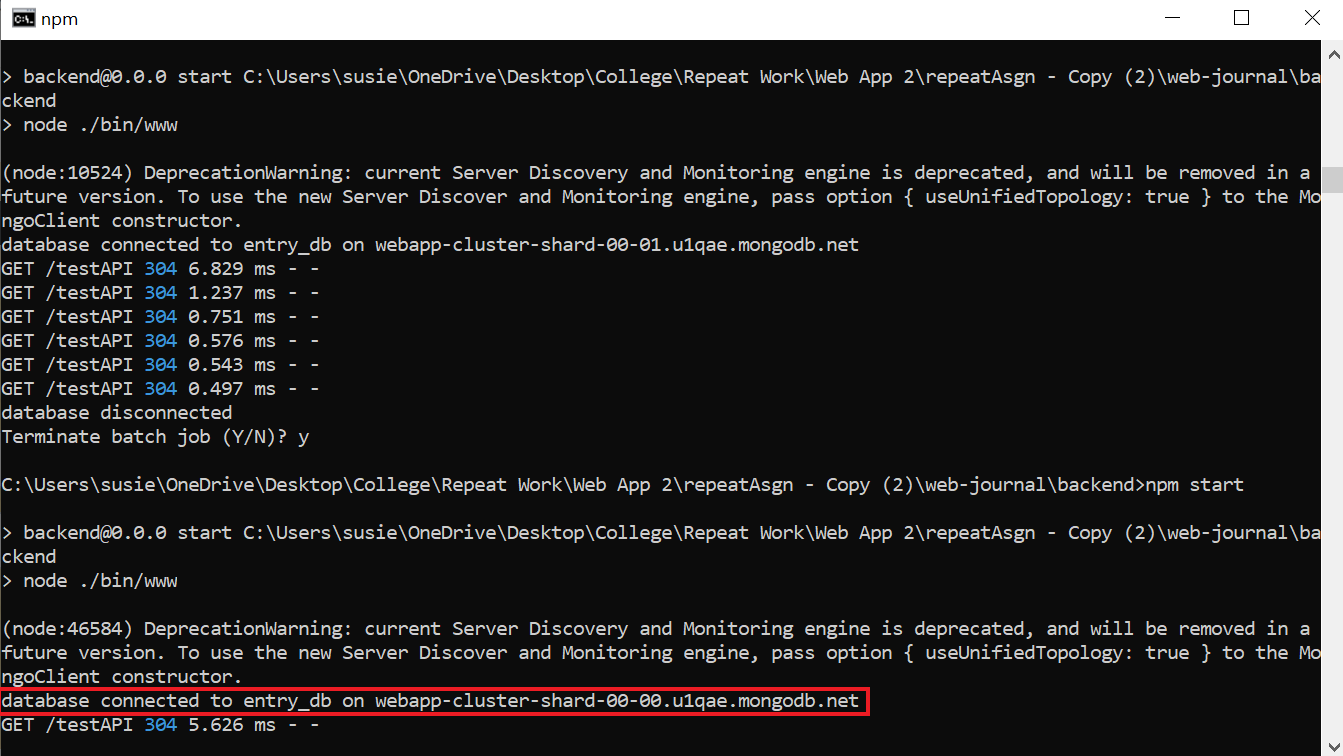 npm
> backend@0.0.0 start C:\Users\susie\OneDrive\Desktop\College\Repeat Work\Web App 2\repeatAsgn - Copy (2)\web-journal\ba
ckend
> node ./bin/www
(node:10524) DeprecationWarning: current Server Discovery and Monitoring engine is deprecated, and will be removed in a
future version. To use the new Server Discover and Monitoring engine, pass option { useUnifiedTopology: true } to the Mo
ngoClient constructor.
database connected to entry_db on webapp-cluster-shard-00-01.u1qae.mongodb.net
GET /testAPI 304 6.829 ms - -
GET /testAPI 304 1.237 ms - -
GET /testAPI 304 0.751 ms - -
GET /testAPI 304 0.576 ms - -
GET /testAPI 304 0.543 ms - -
GET /testAPI 304 0.497 ms - -
database disconnected
Terminate batch job (Y/N)? y
C:\Users\susie\OneDrive\Desktop\College\Repeat Work\Web App 2\repeatAsgn - Copy (2)\web-journal\backend>npm start
> backend@0.0.0 start C:\Users\susie\OneDrive\Desktop\College\Repeat Work\Web App 2\repeatAsgn - Copy (2)\web-journal\ba
ckend
> node ./bin/www
(node:46584) DeprecationWarning: current Server Discovery and Monitoring engine is deprecated, and will be removed in a
future version. To use the new Server Discover and Monitoring engine, pass option { useUnifiedTopology: true } to the Mo
ngoClient constructor.
database connected to entry_db on webapp-cluster-shard-00-00.u1qae.mongodb.net
GET /testAPI 304 5.626 ms - -